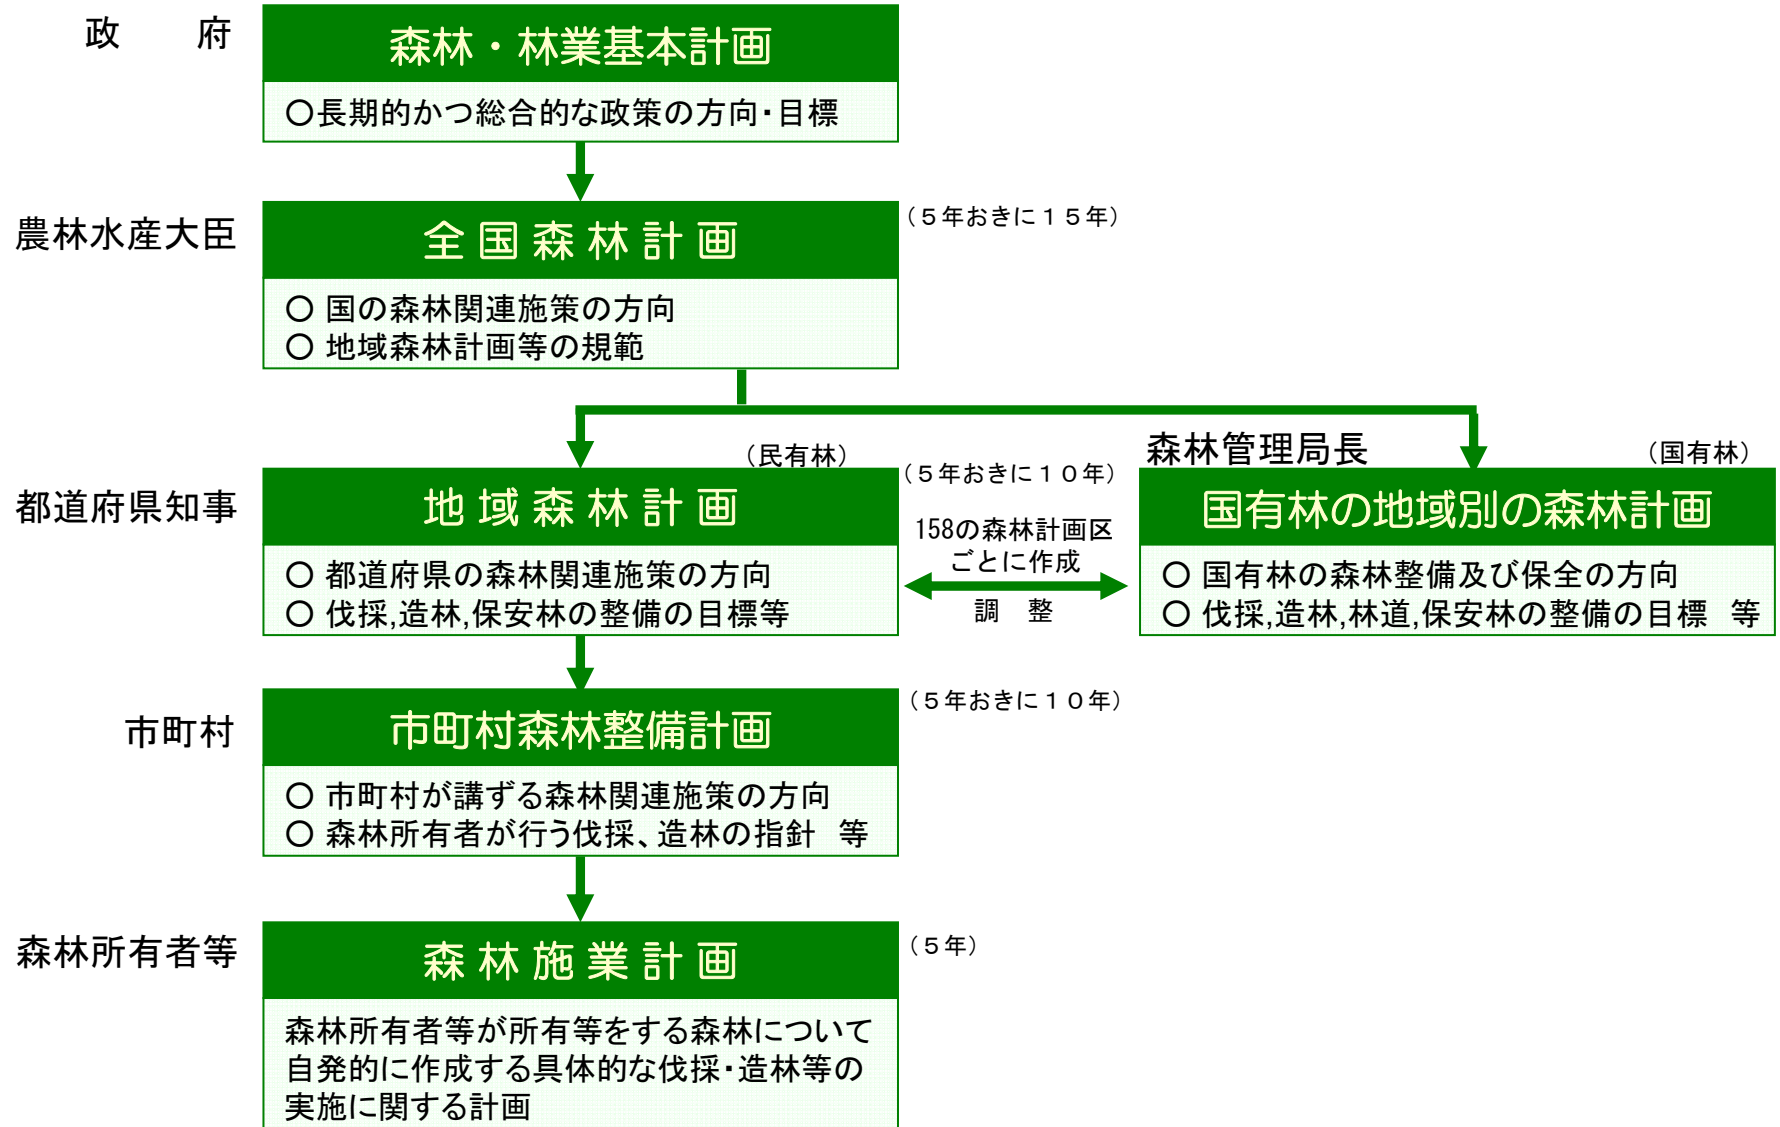 政　　府
森林・林業基本計画
〇長期的かつ総合的な政策の方向・目標
農林水産大臣
全国森林計画
（５年おきに１５年）
〇 国の森林関連施策の方向
〇 地域森林計画等の規範
（民有林）
都道府県知事
地域森林計画
〇 都道府県の森林関連施策の方向
〇 伐採,造林,保安林の整備の目標等
（５年おきに１０年）
158の森林計画区
ごとに作成
調　整
森林管理局長
（国有林）
国有林の地域別の森林計画
〇 国有林の森林整備及び保全の方向
〇 伐採,造林,林道,保安林の整備の目標　等
市町村
市町村森林整備計画
（５年おきに１０年）
〇 市町村が講ずる森林関連施策の方向
〇 森林所有者が行う伐採、造林の指針　等
森林所有者等
森林施業計画
（５年）
森林所有者等が所有等をする森林について
自発的に作成する具体的な伐採・造林等の
実施に関する計画